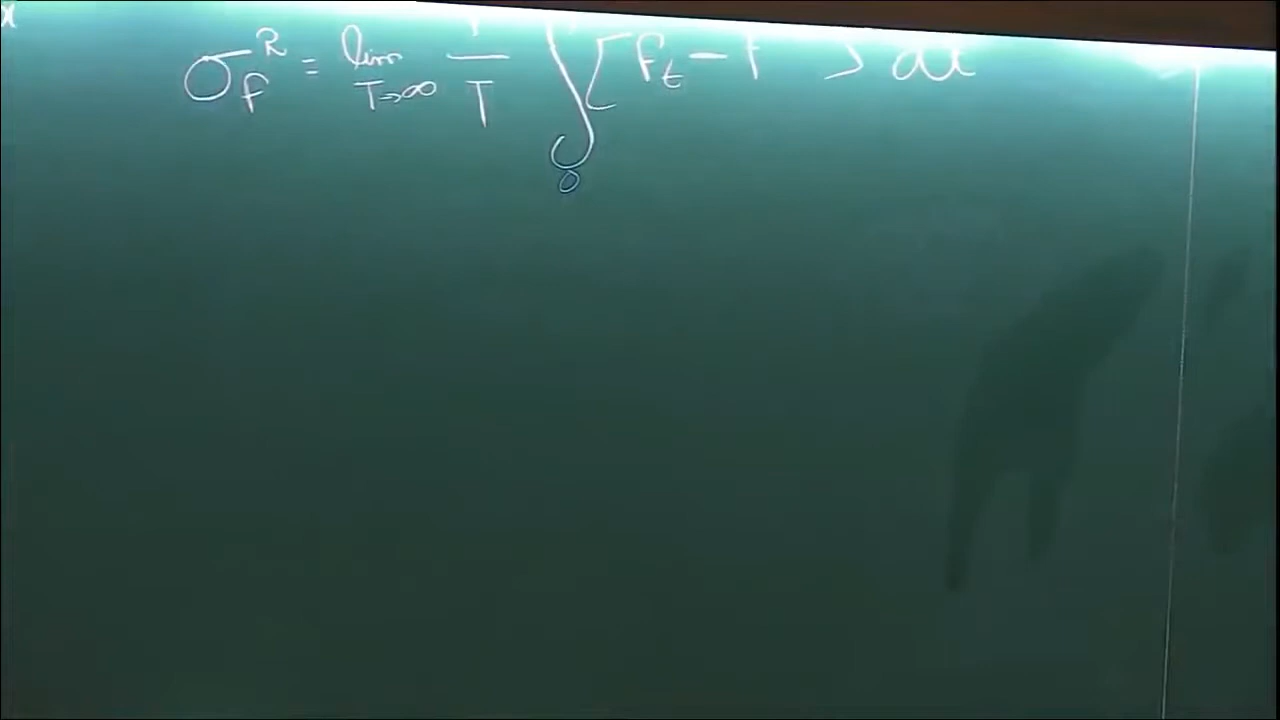 σ_f^2 = lim_{T→∞} 1/T ∫_0 [f_t - f ] dt